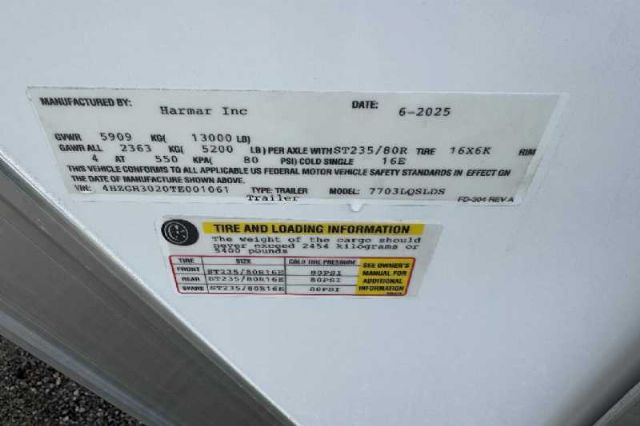 MANUFACTURED BY: Harmar Inc DATE: 6-2025
GVWR 5909 KG( 13000 LB)
GAWR ALL 2363 KG( 5200 LB) PER AXLE WITH ST235/80R TIRE 16X6K RIM
4 AT 550 KPA( 80 PSI) COLD SINGLE 16E
THIS VEHICLE CONFORMS TO ALL APPLICABLE US FEDERAL MOTOR VEHICLE SAFETY STANDARDS IN EFFECT ON
THE DATE OF MANUFACTURE SHOWN ABOVE.
VIN: 4HZGR3020TE001061 TYPE: TRAILER MODEL: 7703LQSLDS
Trailer FD-304 REV A
TIRE AND LOADING INFORMATION
The weight of the cargo should
never exceed 2454 kilograms or
5400 pounds
TIRE SIZE COLD TIRE PRESSURE SEE OWNER'S
FRONT ST235/80R16E 80PSI MANUAL FOR
REAR ST235/80R16E 80PSI ADDITIONAL
SPARE ST235/80R16E 80PSI INFORMATION